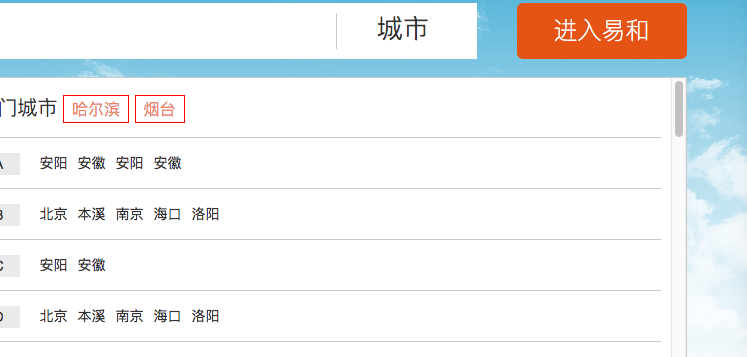 城市 进入易和
门城市 哈尔滨 烟台
A 安阳 安徽 安阳 安徽
B 北京 本溪 南京 海口 洛阳
C 安阳 安徽
D 北京 本溪 南京 海口 洛阳